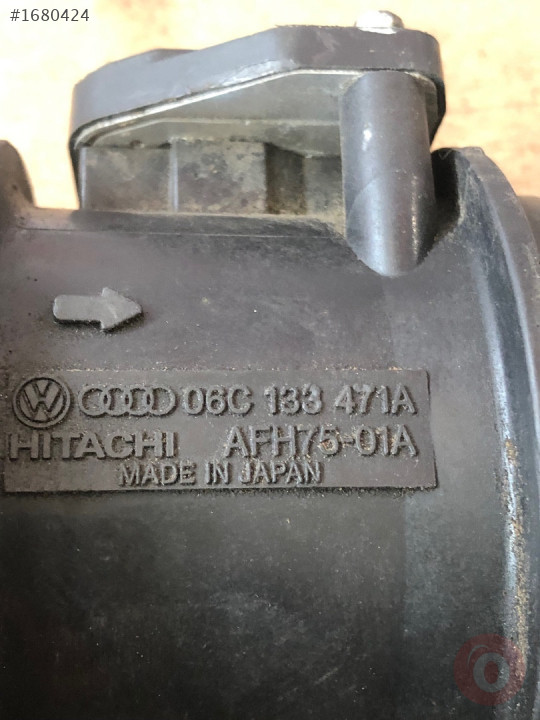 #1680424
06C 133 471A
HITACHI AFH75-01A
MADE IN JAPAN